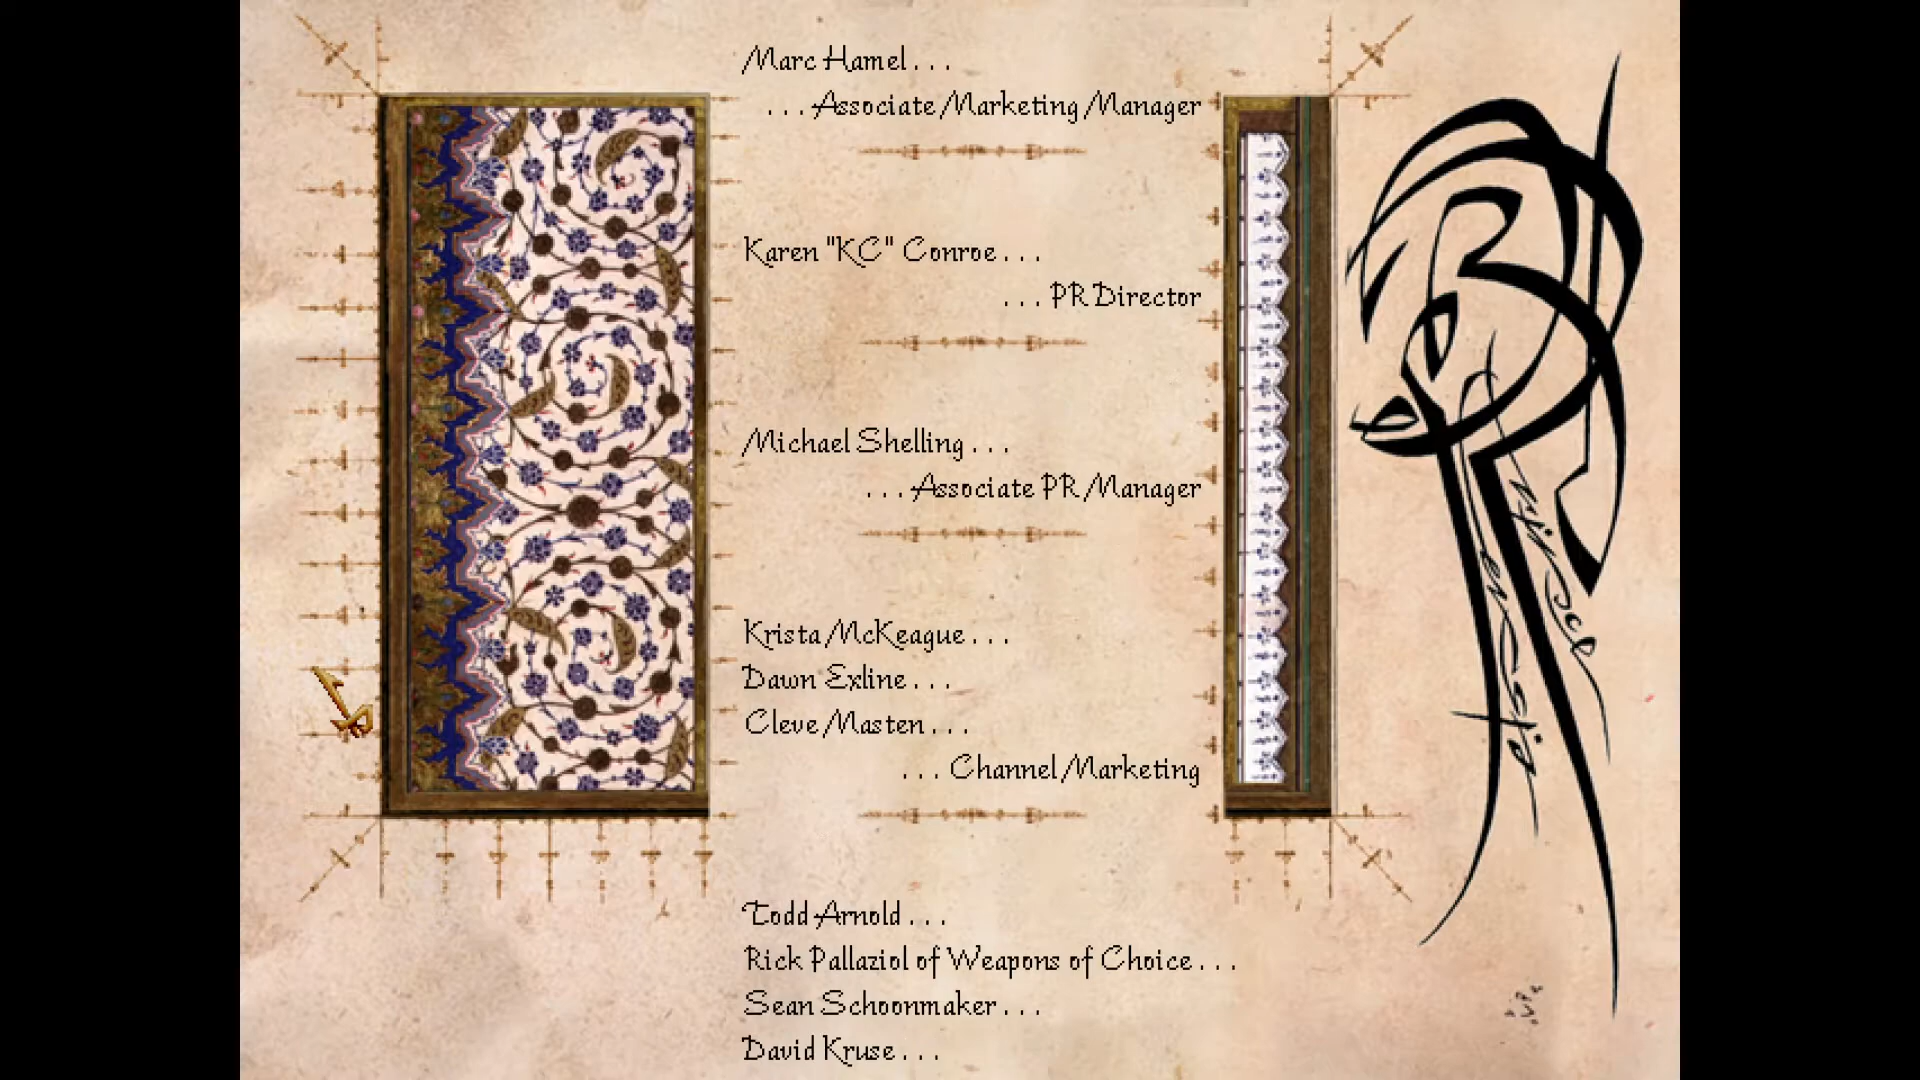 Marc Hamel . . .
. . . Associate Marketing Manager
Karen "KC" Conroe . . .
. . . PR Director
Michael Shelling . . .
. . . Associate PR Manager
Krista McKeague . . .
Dawn Exline . . .
Cleve Masten . . .
. . . Channel Marketing
Todd Arnold . . .
Rick Pallaziol of Weapons of Choice . . .
Sean Schoonmaker . . .
David Kruse . . .